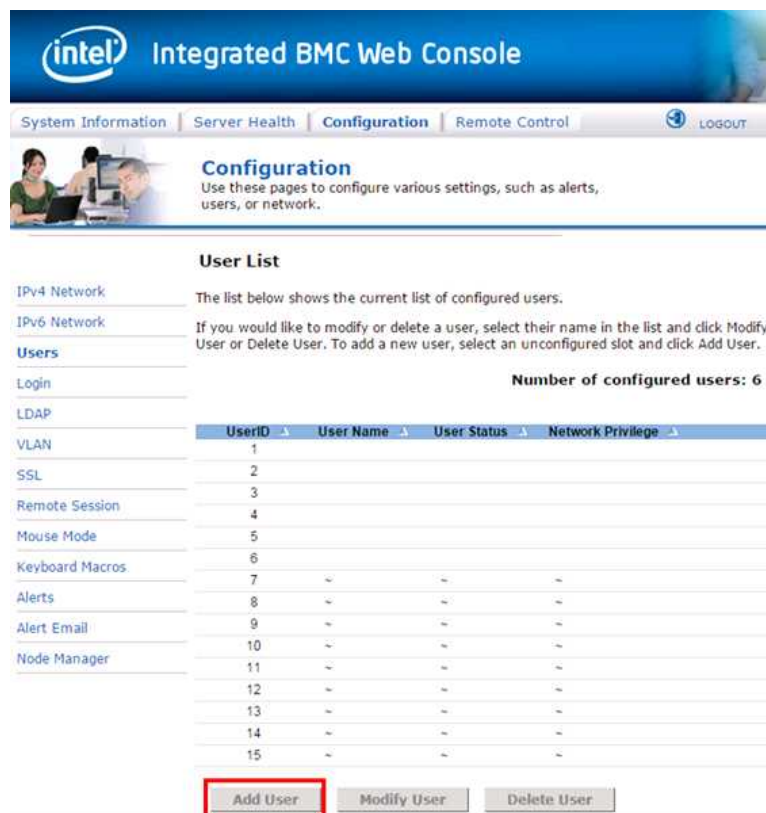 intel Integrated BMC Web Console
System Information | Server Health | Configuration | Remote Control LOGOUT
Configuration
Use these pages to configure various settings, such as alerts,
users, or network.
User List
IPv4 Network
IPv6 Network
Users
Login
LDAP
VLAN
SSL
Remote Session
Mouse Mode
Keyboard Macros
Alerts
Alert Email
Node Manager
The list below shows the current list of configured users.
If you would like to modify or delete a user, select their name in the list and click Modify
User or Delete User. To add a new user, select an unconfigured slot and click Add User.
Number of configured users: 6
UserID User Name User Status Network Privilege
1
2
3
4
5
6
7 ~ ~ ~
8 ~ ~ ~
9 ~ ~ ~
10 ~ ~ ~
11 ~ ~ ~
12 ~ ~ ~
13 ~ ~ ~
14 ~ ~ ~
15 ~ ~ ~
Add User Modify User Delete User